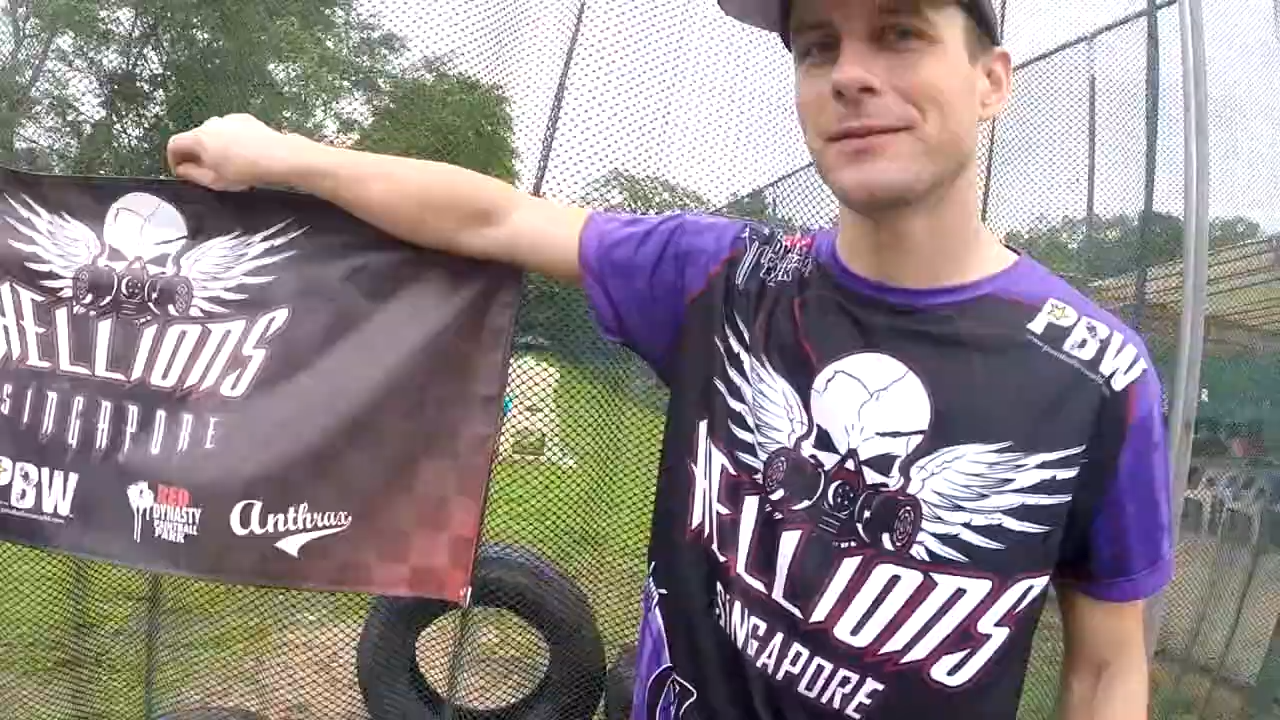 HELLIONS
SINGAPORE
PBW
RED
DYNASTY
PAINTBALL
PARK
Anthrax
PBW
HELLIONS
SINGAPORE